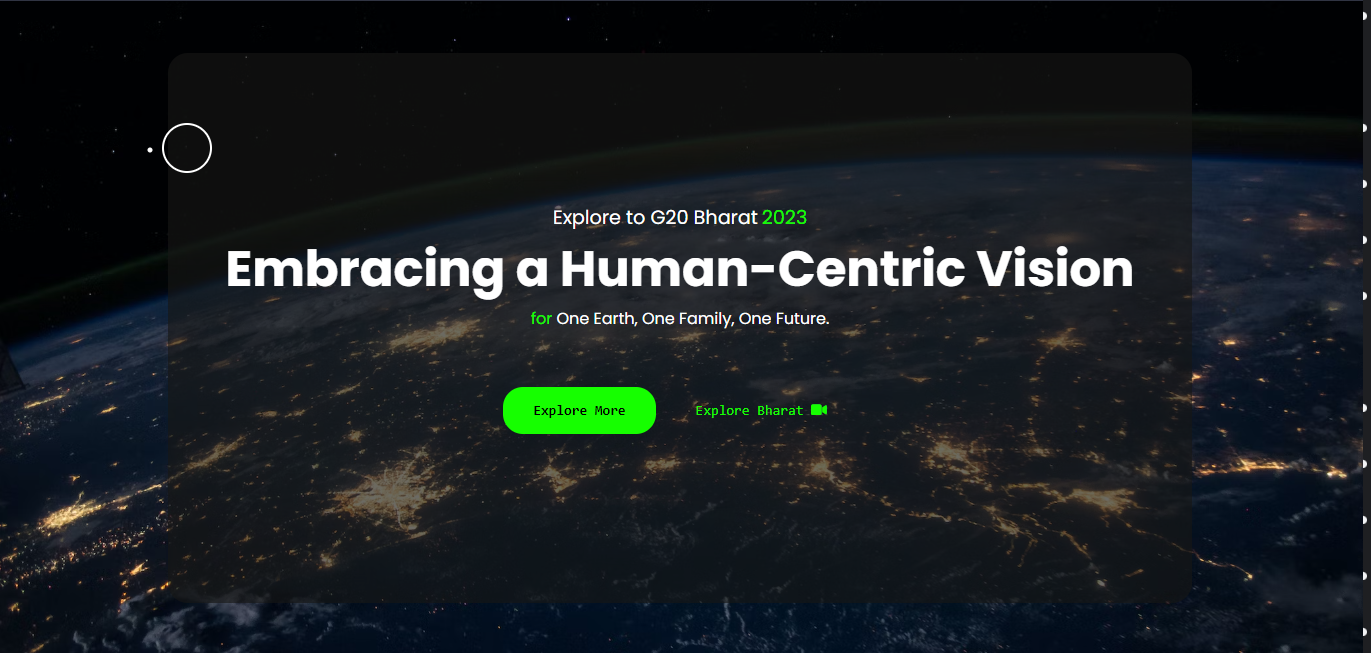 Explore to G20 Bharat 2023
Embracing a Human-Centric Vision
for One Earth, One Family, One Future.
Explore More
Explore Bharat